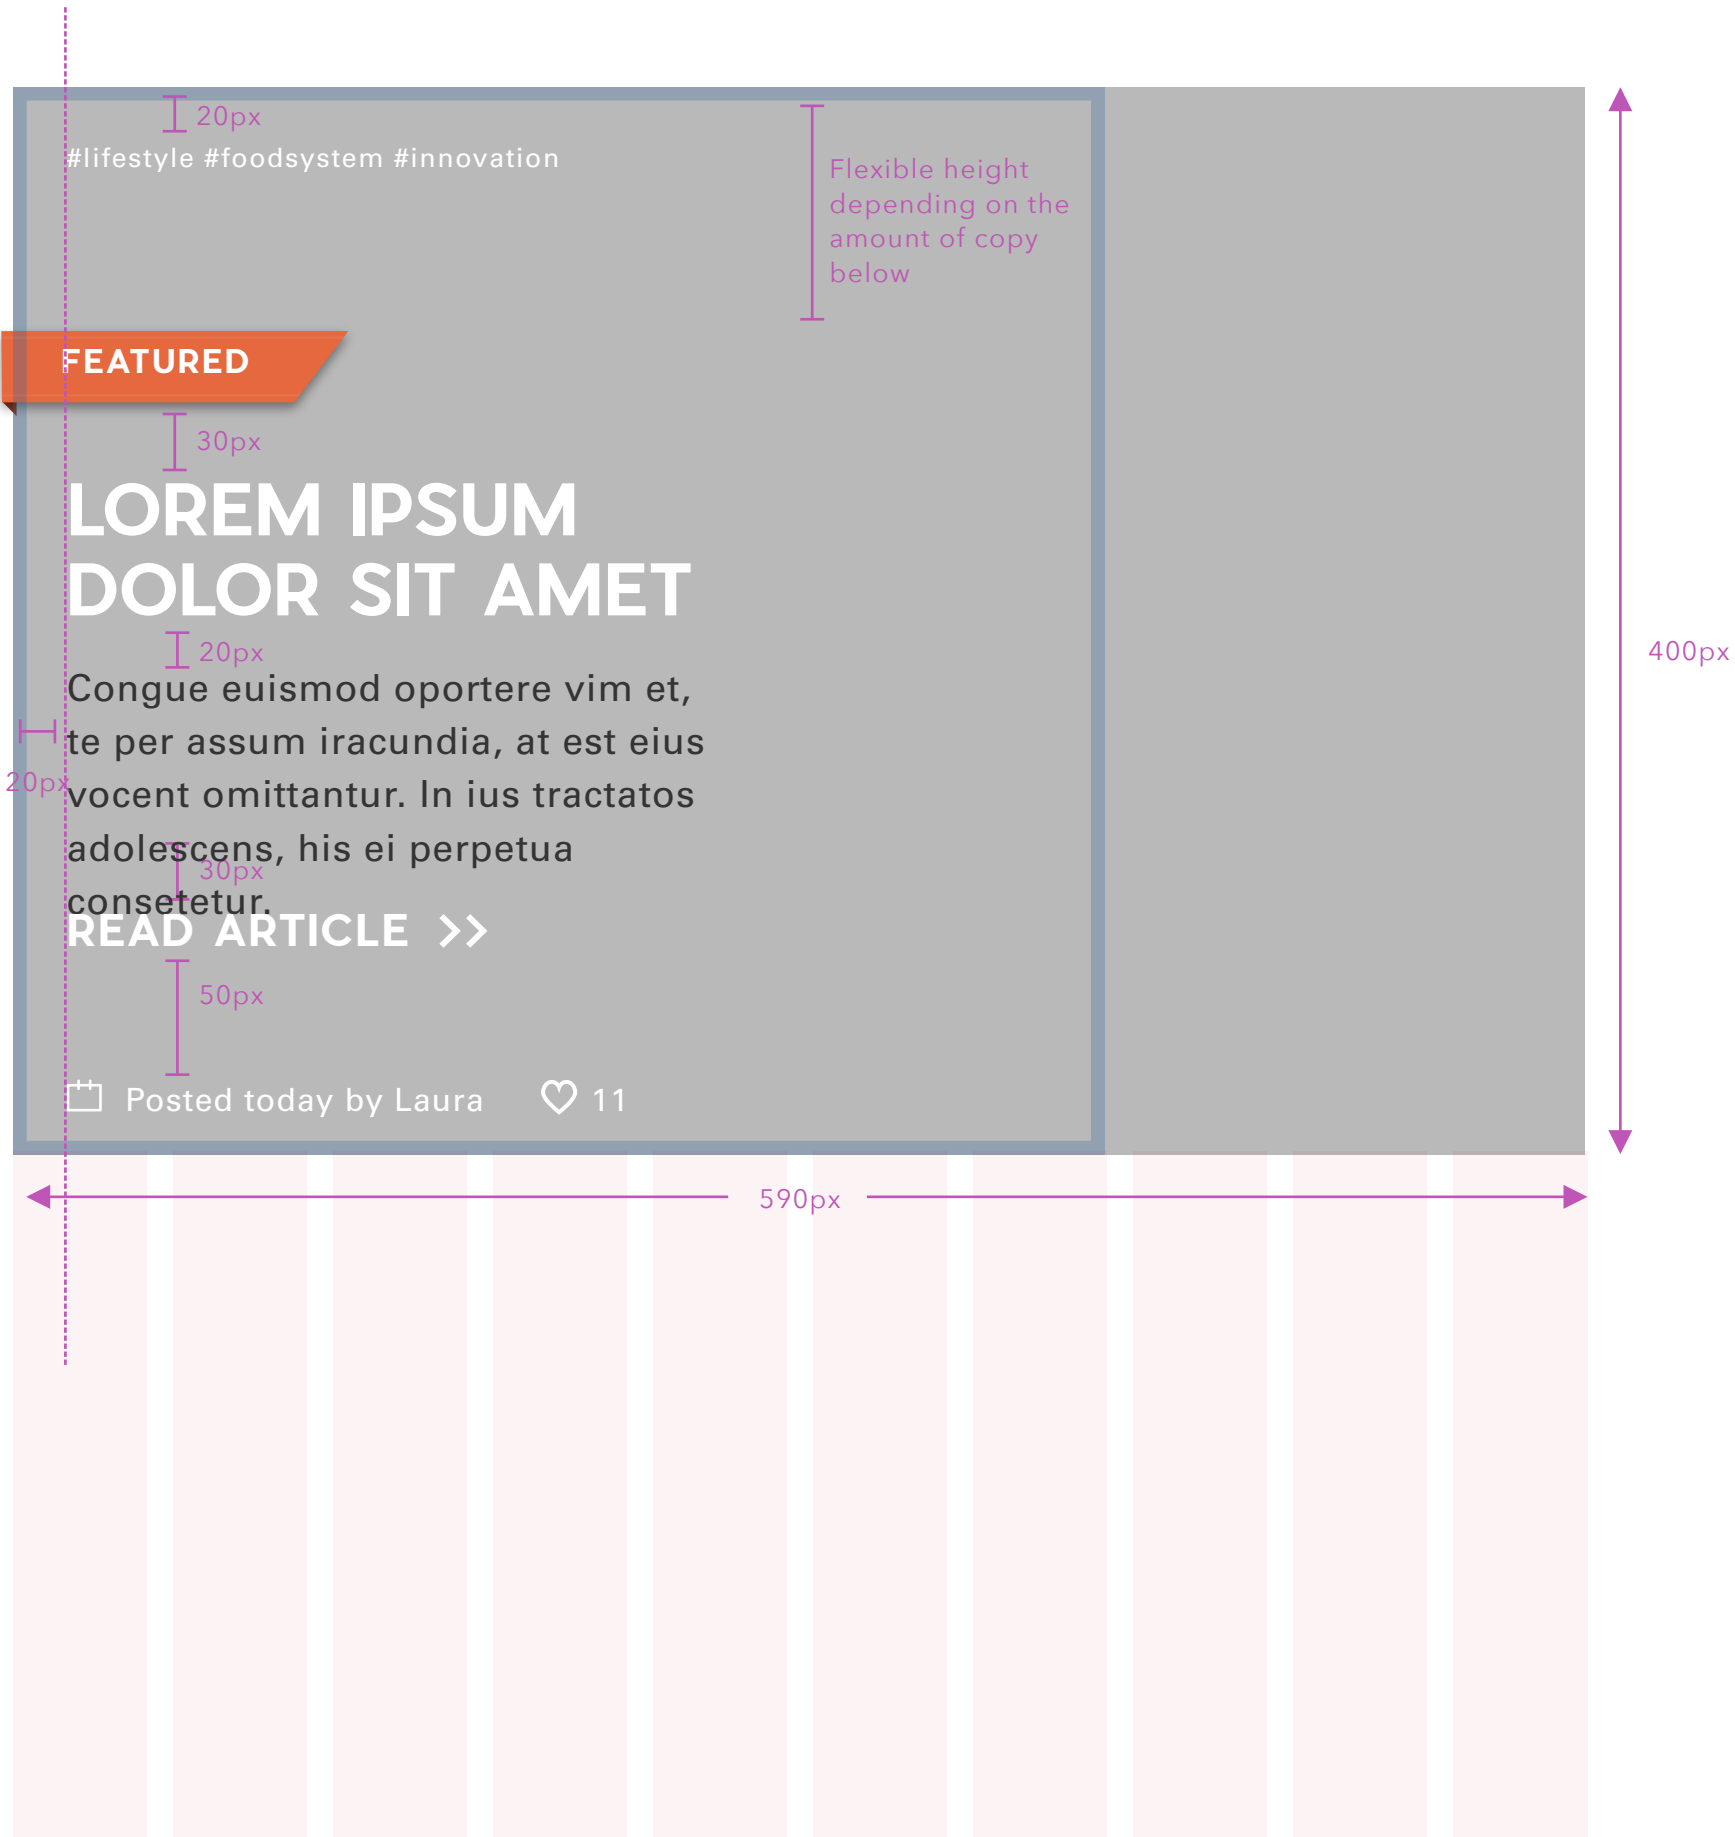 20px
#lifestyle #foodsystem #innovation
Flexible height
depending on the
amount of copy
below
FEATURED
30px
LOREM IPSUM
DOLOR SIT AMET
20px
400px
Congue euismod oportere vim et,
te per assum iracundia, at est eius
20px
vocent omittantur. In ius tractatos
adolescens, his ei perpetua
30px
consetetur.
READ ARTICLE >>
50px
Posted today by Laura 11
590px